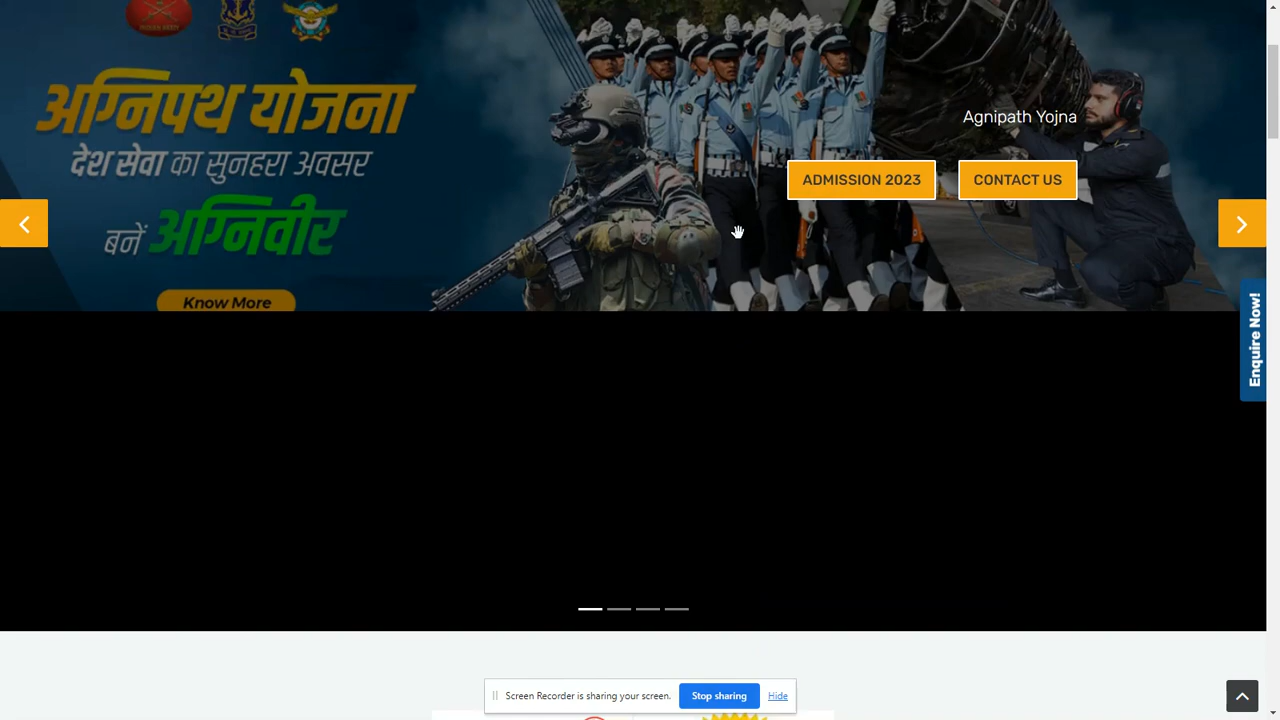 अग्निपथ योजना
देश सेवा का सुनहरा अवसर
बनें अग्निवीर
Know More
Agnipath Yojna
ADMISSION 2023
CONTACT US
Enquire Now!
Screen Recorder is sharing your screen.
Stop sharing
Hide